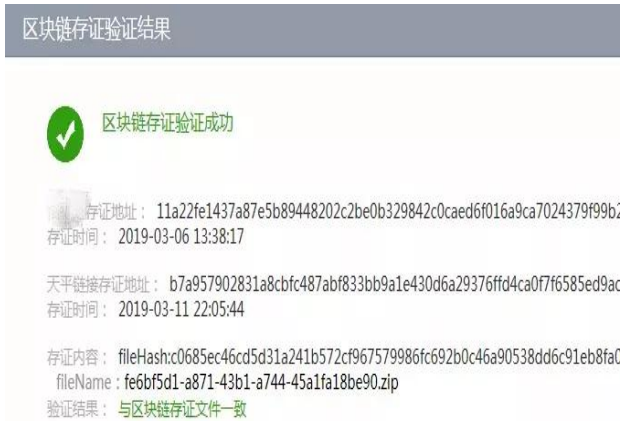 区块链存证验证结果
区块链存证验证成功
存证地址： 11a22fe1437a87e5b89448202c2be0b329842c0caed6f016a9ca7024379f99b2
存证时间： 2019-03-06 13:38:17
天平链接存证地址： b7a957902831a8cbfc487abf833bb9a1e430d6a29376ffd4ca0f7f6585ed9ac
存证时间： 2019-03-11 22:05:44
存证内容： fileHash:c0685ec46cd5d31a241b572cf967579986fc692b0c46a90538dd6c91eb8fa0
fileName : fe6bf5d1-a871-43b1-a744-45a1fa18be90.zip
验证结果： 与区块链存证文件一致